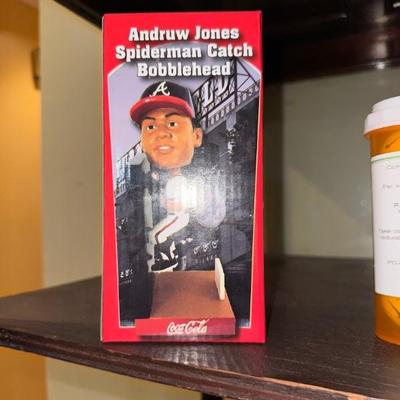 Andruw Jones
Spiderman Catch
Bobblehead
A
Coca-Cola